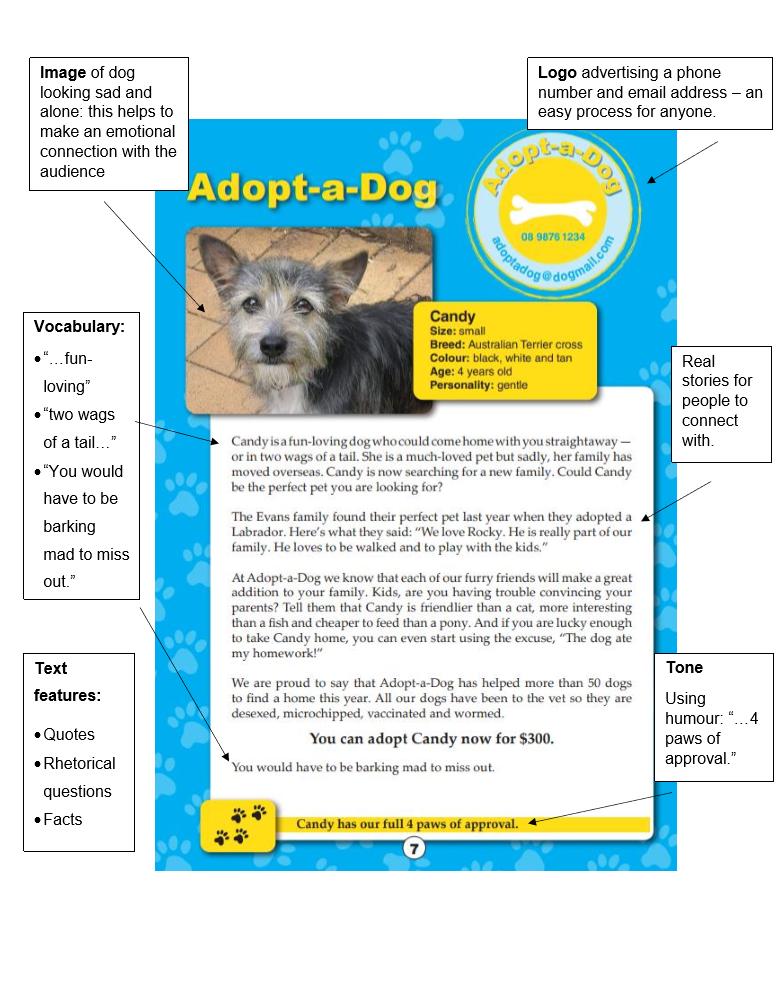 Image of dog
looking sad and
alone: this helps to
make an emotional
connection with the
audience
Logo advertising a phone
number and email address – an
easy process for anyone.
Adopt-a-Dog
Adopt-a-Dog
08 9876 1234
adoptadog@dogmail.com
Candy
Size: small
Breed: Australian Terrier cross
Colour: black, white and tan
Age: 4 years old
Personality: gentle
Vocabulary:
• “…fun-
loving”
• “two wags
of a tail…”
• “You would
have to be
barking
mad to miss
out.”
Real
stories for
people to
connect
with.
Candy is a fun-loving dog who could come home with you straightaway —
or in two wags of a tail. She is a much-loved pet but sadly, her family has
moved overseas. Candy is now searching for a new family. Could Candy
be the perfect pet you are looking for?
The Evans family found their perfect pet last year when they adopted a
Labrador. Here’s what they said: “We love Rocky. He is really part of our
family. He loves to be walked and to play with the kids.”
At Adopt-a-Dog we know that each of our furry friends will make a great
addition to your family. Kids, are you having trouble convincing your
parents? Tell them that Candy is friendlier than a cat, more interesting
than a fish and cheaper to feed than a pony. And if you are lucky enough
to take Candy home, you can even start using the excuse, “The dog ate
my homework!”
We are proud to say that Adopt-a-Dog has helped more than 50 dogs
to find a home this year. All our dogs have been to the vet so they are
desexed, microchipped, vaccinated and wormed.
You can adopt Candy now for $300.
You would have to be barking mad to miss out.
Candy has our full 4 paws of approval.
7
Text
features:
• Quotes
• Rhetorical
questions
• Facts
Tone
Using
humour: “…4
paws of
approval.”